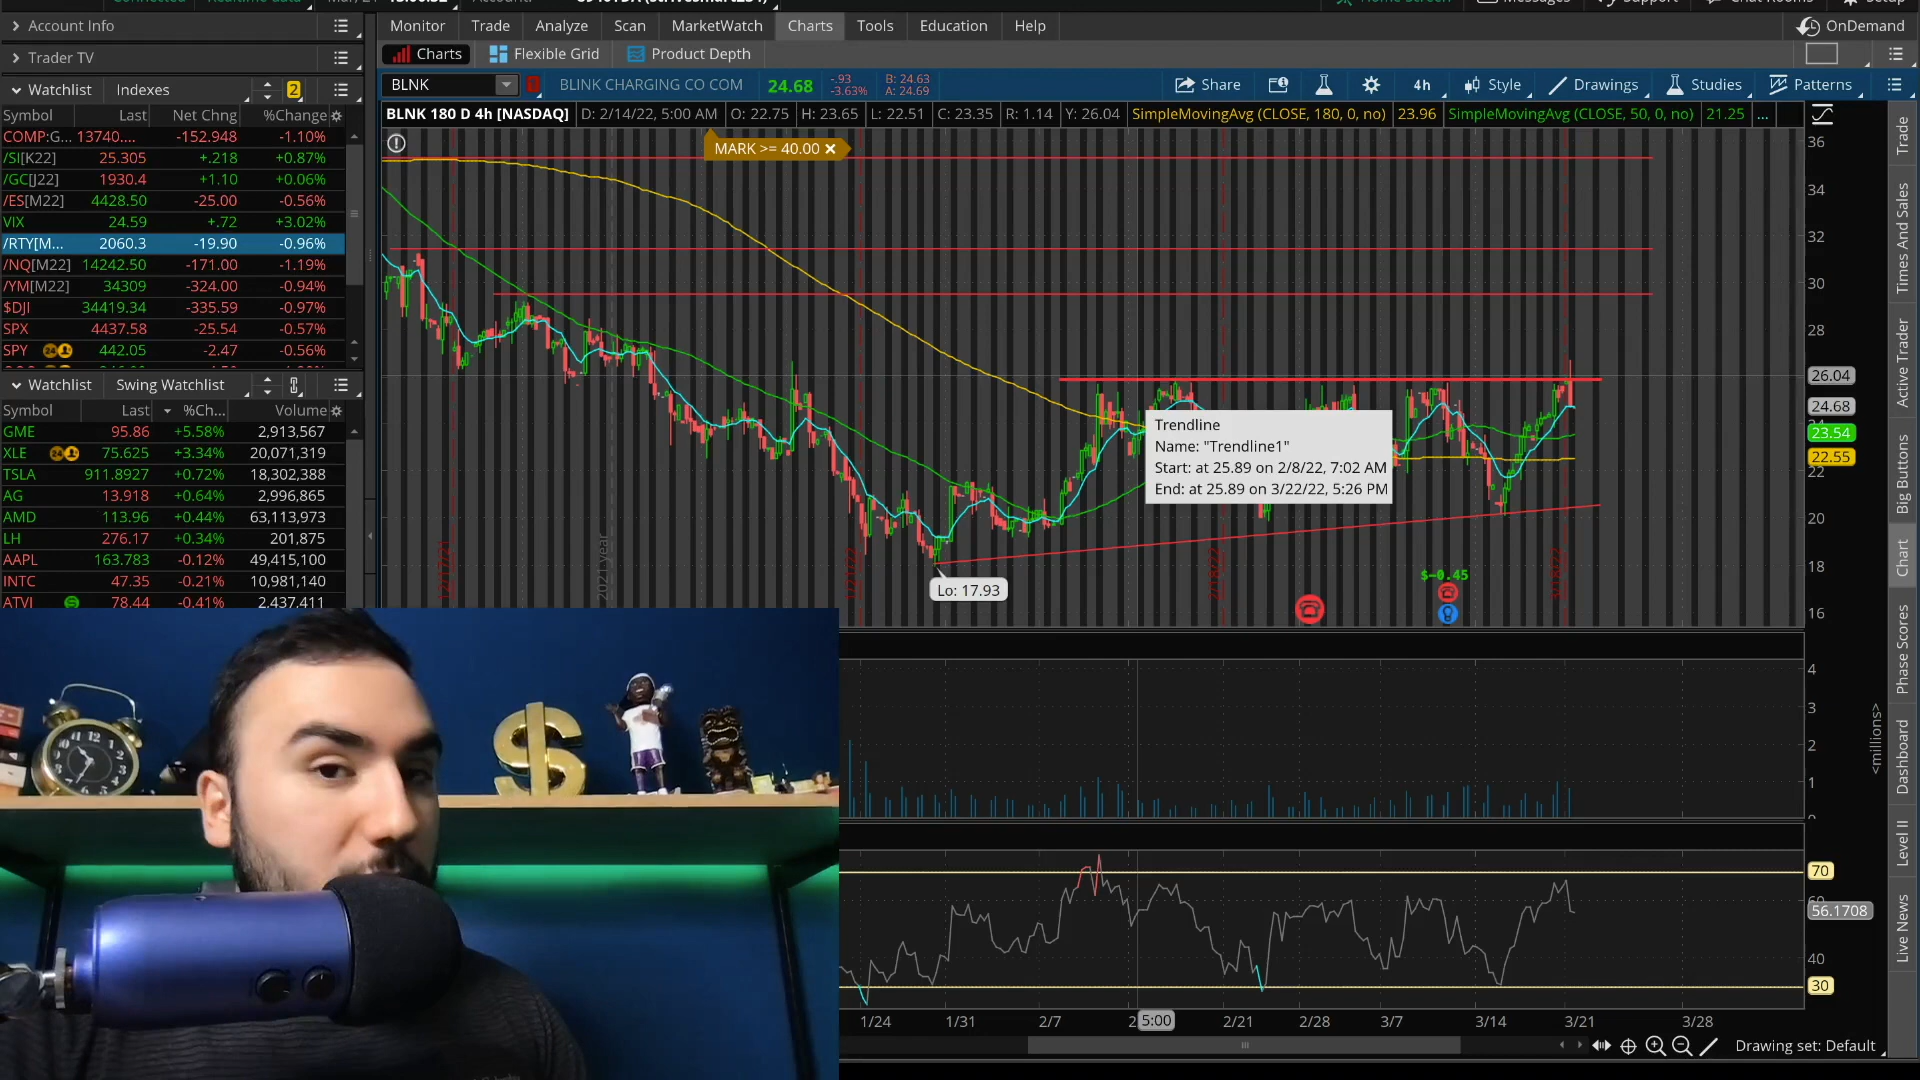 Account Info
Trader TV
Watchlist Indexes 2
Symbol Last Net Chng %Change
COMP:G... 13740.... -152.948 -1.10%
/SI[K22] 25.305 +.218 +0.87%
/GC[J22] 1930.4 +1.10 +0.06%
/ES[M22] 4428.50 -25.00 -0.56%
VIX 24.59 +.72 +3.02%
/RTY[M... 2060.3 -19.90 -0.96%
/NQ[M22] 14242.50 -171.00 -1.19%
/YM[M22] 34309 -324.00 -0.94%
$DJI 34419.34 -335.59 -0.97%
SPX 4437.58 -25.54 -0.57%
SPY 24 442.05 -2.47 -0.56%
Watchlist Swing Watchlist
Symbol Last %Ch... Volume
GME 95.86 +5.58% 2,913,567
XLE 24 75.625 +3.34% 20,071,319
TSLA 911.8927 +0.72% 18,302,388
AG 13.918 +0.64% 2,996,865
AMD 113.96 +0.44% 63,113,973
LH 276.17 +0.34% 201,875
AAPL 163.783 -0.12% 49,415,100
INTC 47.35 -0.21% 10,981,140
ATVI 78.44 -0.41% 2,437,411
Home Screen Messages Support Chat Rooms Setup
Monitor Trade Analyze Scan MarketWatch Charts Tools Education Help OnDemand
Charts Flexible Grid Product Depth
BLNK BLINK CHARGING CO COM 24.68 -.93 -3.63% B: 24.63 A: 24.69 Share 4h Style Drawings Studies Patterns
BLNK 180 D 4h [NASDAQ] D: 2/14/22, 5:00 AM O: 22.75 H: 23.65 L: 22.51 C: 23.35 R: 1.14 Y: 26.04 SimpleMovingAvg (CLOSE, 180, 0, no) 23.96 SimpleMovingAvg (CLOSE, 50, 0, no) 21.25 ...
MARK >= 40.00 ×
36
34
32
30
28
26.04
24.68
23.54
22.55
22
20
18
16
Trendline
Name: "Trendline1"
Start: at 25.89 on 2/8/22, 7:02 AM
End: at 25.89 on 3/22/22, 5:26 PM
Lo: 17.93
$-0.45
2021 year
4
3
2
1
<millions>
70
56.1708
40
30
1/24 1/31 2/7 5:00 2/21 2/28 3/7 3/14 3/21 3/28
Drawing set: Default
Trade
Times And Sales
Active Trader
Big Buttons
Chart
Phase Scores
Dashboard
Level II
Live News